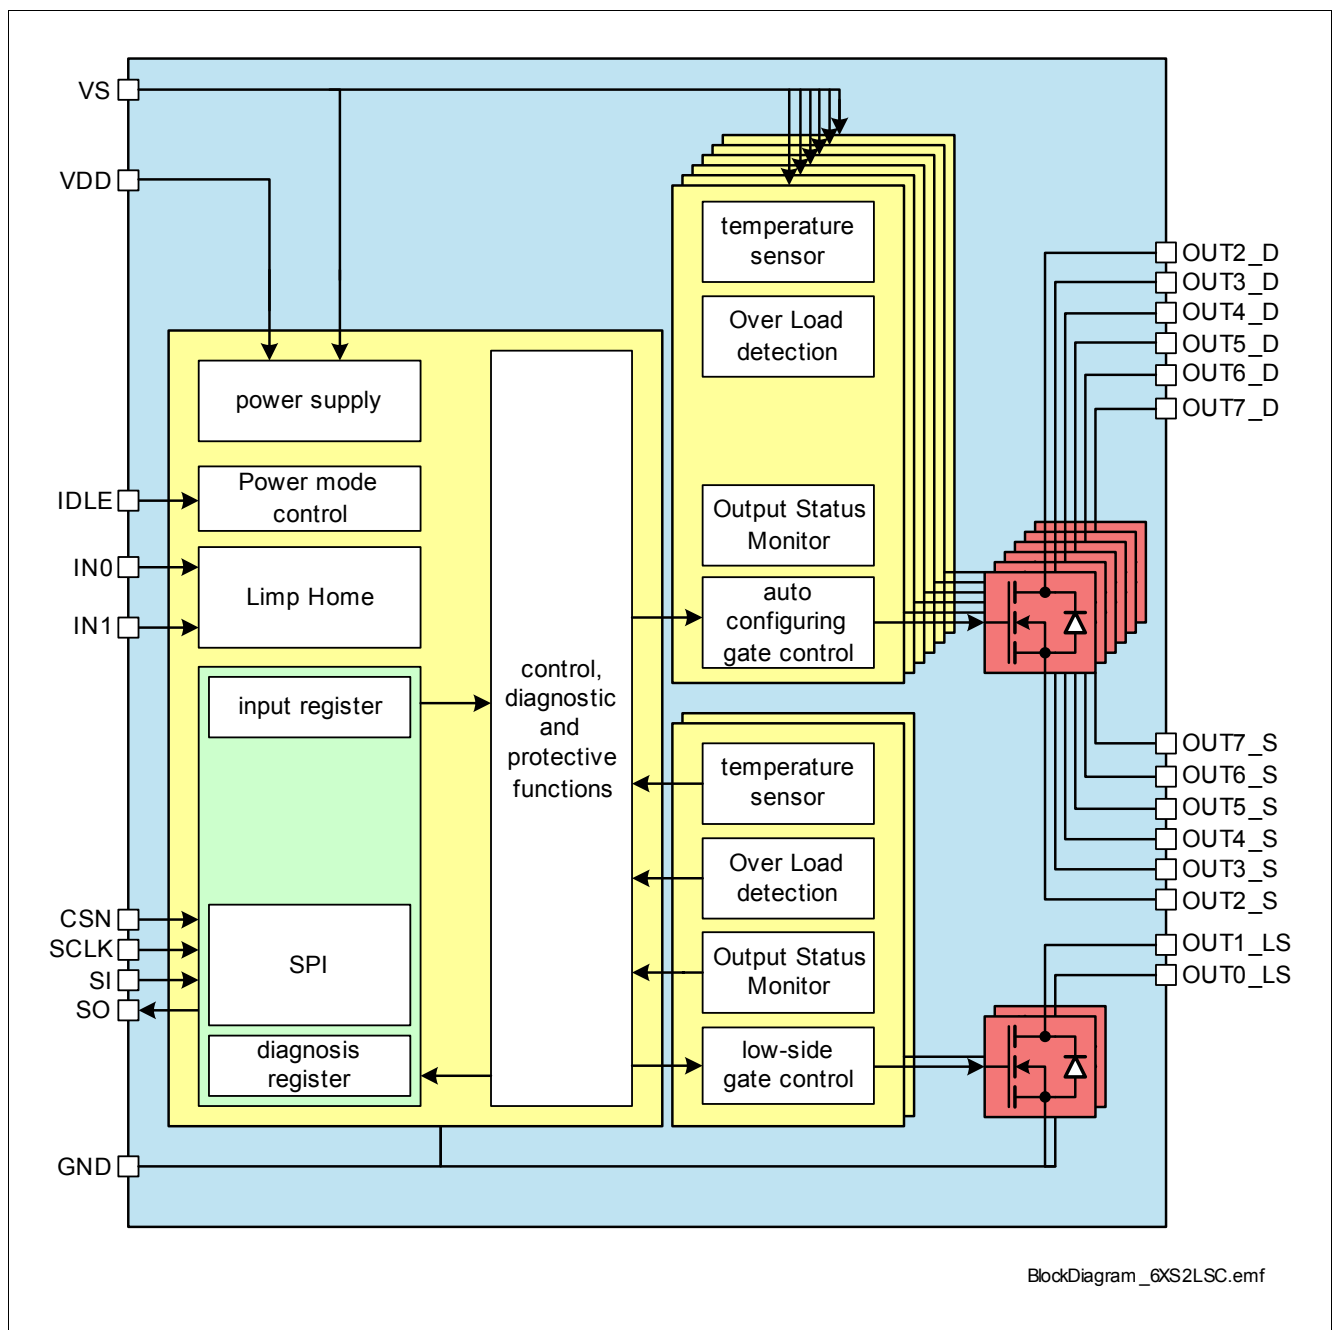 VS
VDD
temperature
sensor
Over Load
detection
OUT2_D
OUT3_D
OUT4_D
OUT5_D
OUT6_D
OUT7_D
power supply
IDLE
Power mode
control
Output Status
Monitor
IN0
IN1
Limp Home
auto
configuring
gate control
input register
control,
diagnostic
and
protective
functions
temperature
sensor
Over Load
detection
Output Status
Monitor
low-side
gate control
OUT7_S
OUT6_S
OUT5_S
OUT4_S
OUT3_S
OUT2_S
OUT1_LS
OUT0_LS
CSN
SCLK
SI
SO
SPI
diagnosis
register
GND
BlockDiagram_6XS2LSC.emf